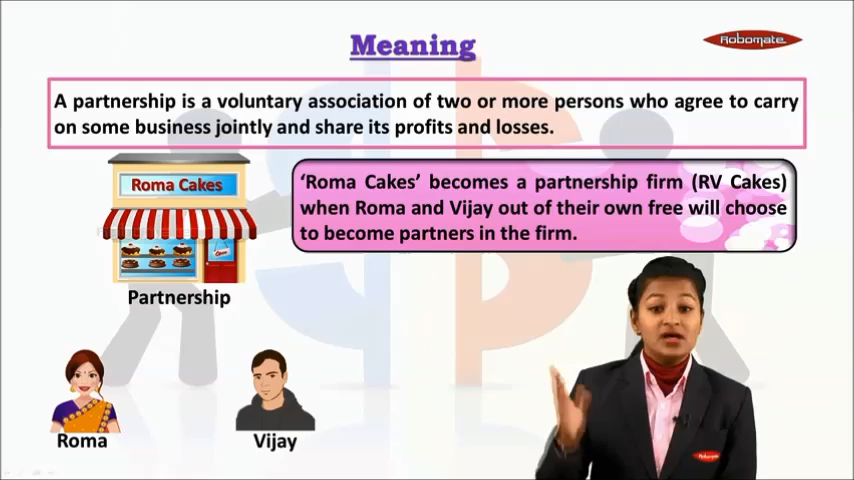 Meaning
Robomate
A partnership is a voluntary association of two or more persons who agree to carry
on some business jointly and share its profits and losses.
Roma Cakes
‘Roma Cakes’ becomes a partnership firm (RV Cakes)
when Roma and Vijay out of their own free will choose
to become partners in the firm.
Partnership
Roma
Vijay
Robomate